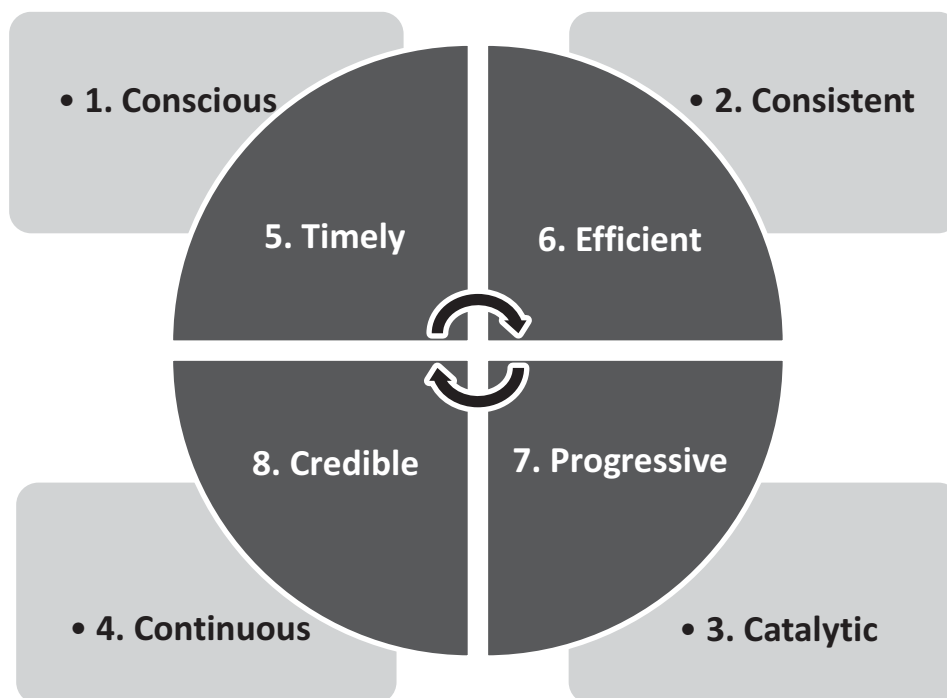 • 1. Conscious
• 2. Consistent
5. Timely
6. Efficient
8. Credible
7. Progressive
• 4. Continuous
• 3. Catalytic